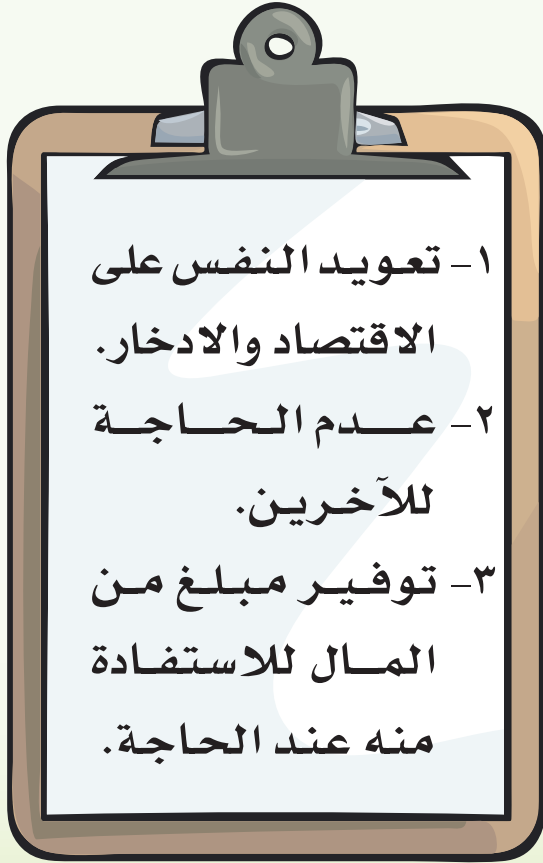 ١- تعويد النفس على
الاقتصاد والادخار.
٢- عدم الحاجة
للآخرين.
٣- توفير مبلغ من
المال للاستفادة
منه عند الحاجة.